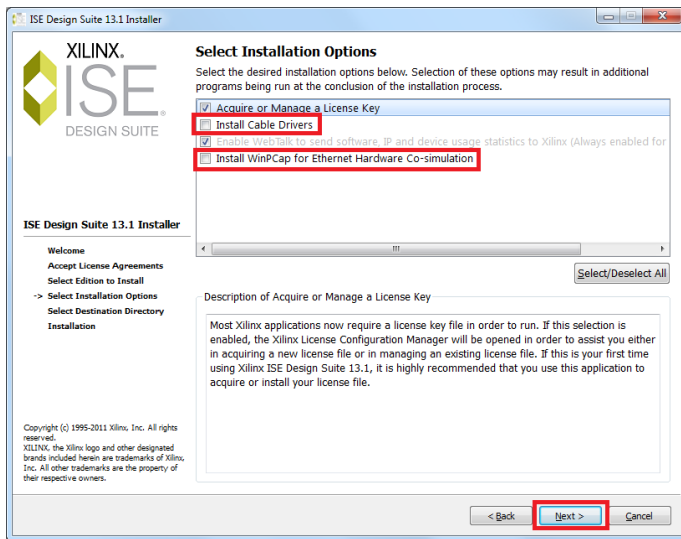 ISE Design Suite 13.1 Installer
XILINX.
ISE
DESIGN SUITE
Select Installation Options
Select the desired installation options below. Selection of these options may result in additional
programs being run at the conclusion of the installation process.
Acquire or Manage a License Key
Install Cable Drivers
Enable WebTalk to send software, IP and device usage statistics to Xilinx (Always enabled for
Install WinPCap for Ethernet Hardware Co-simulation
Select/Deselect All
ISE Design Suite 13.1 Installer
Welcome
Accept License Agreements
Select Edition to Install
-> Select Installation Options
Select Destination Directory
Installation
Description of Acquire or Manage a License Key
Most Xilinx applications now require a license key file in order to run. If this selection is
enabled, the Xilinx License Configuration Manager will be opened in order to assist you either
in acquiring a new license file or in managing an existing license file. If this is your first time
using Xilinx ISE Design Suite 13.1, it is highly recommended that you use this application to
acquire or install your license file.
Copyright (c) 1995-2011 Xilinx, Inc. All rights
reserved.
XILINX, the Xilinx logo and other designated
brands included herein are trademarks of Xilinx,
Inc. All other trademarks are the property of
their respective owners.
< Back
Next >
Cancel